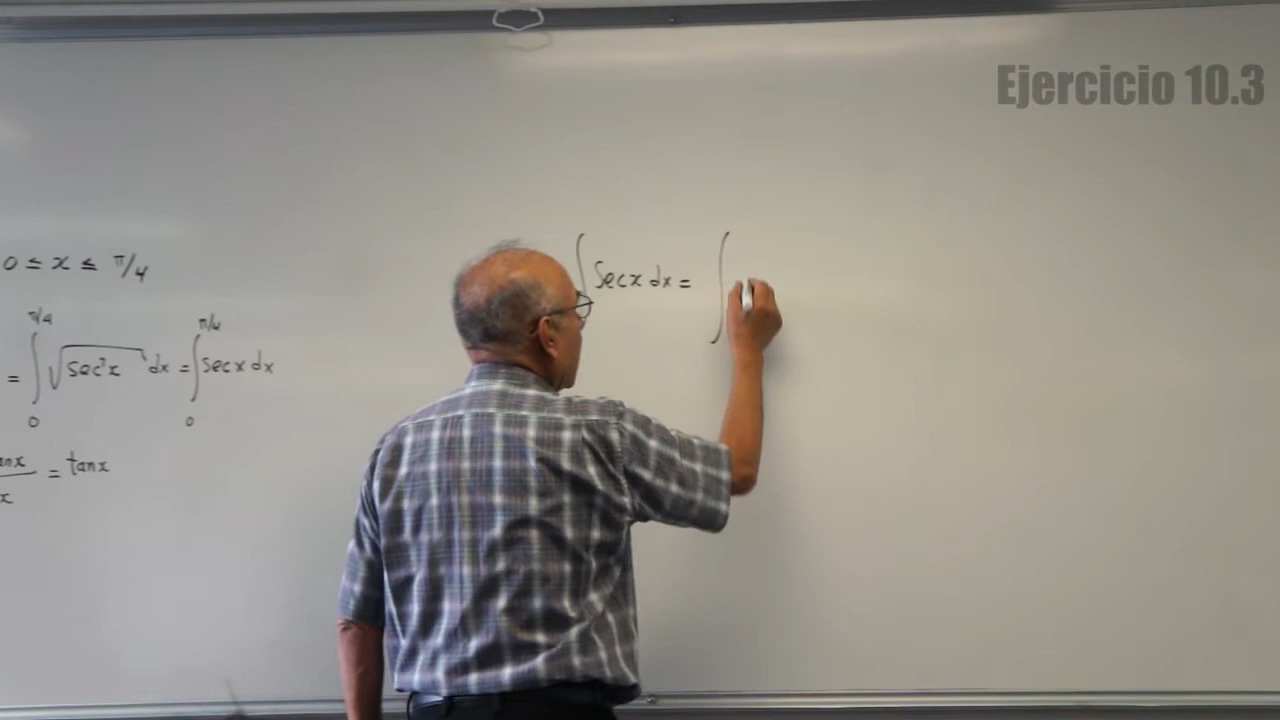 Ejercicio 10.3
0 ≤ x ≤ π/4
∫ Sec x dx = ∫
= ∫₀^{π/4} √(sec²x) dx = ∫₀^{π/4} sec x dx
= tan x